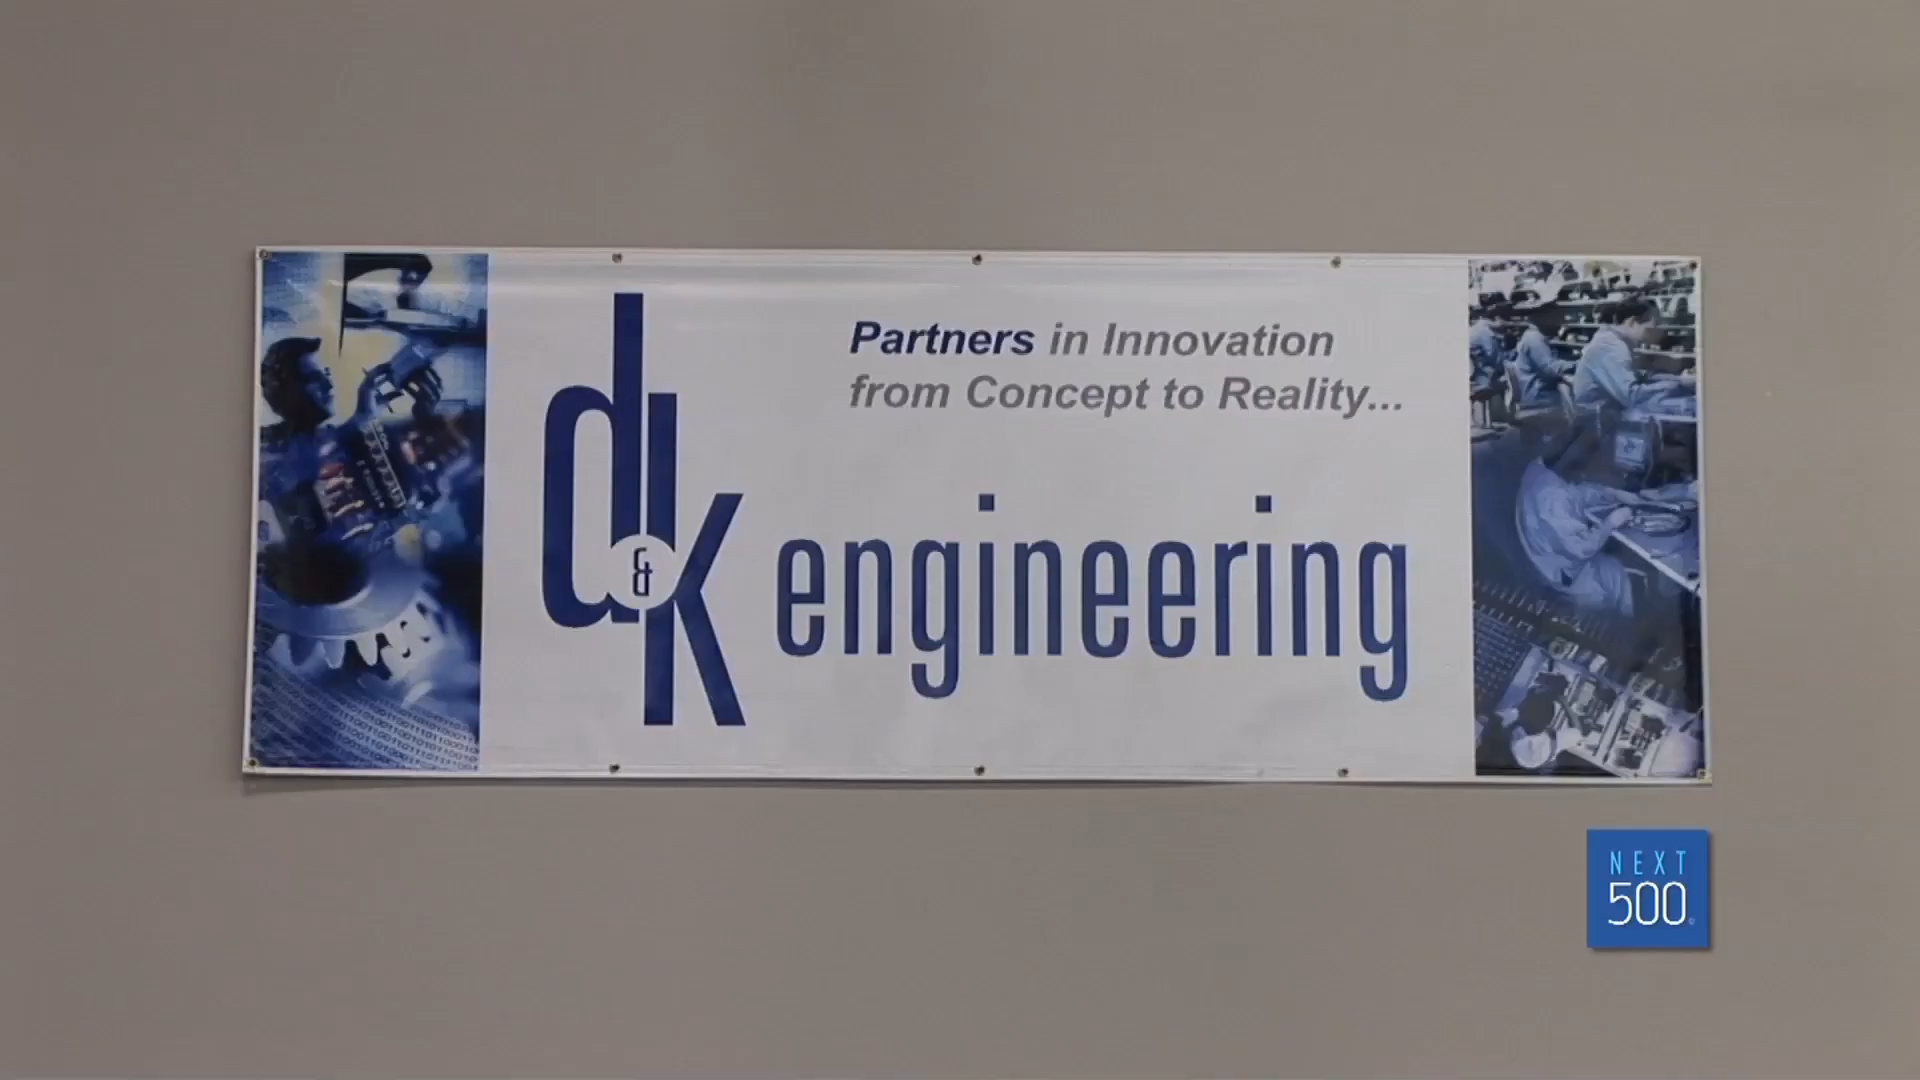 Partners in Innovation
from Concept to Reality...
d&k engineering
NEXT
500